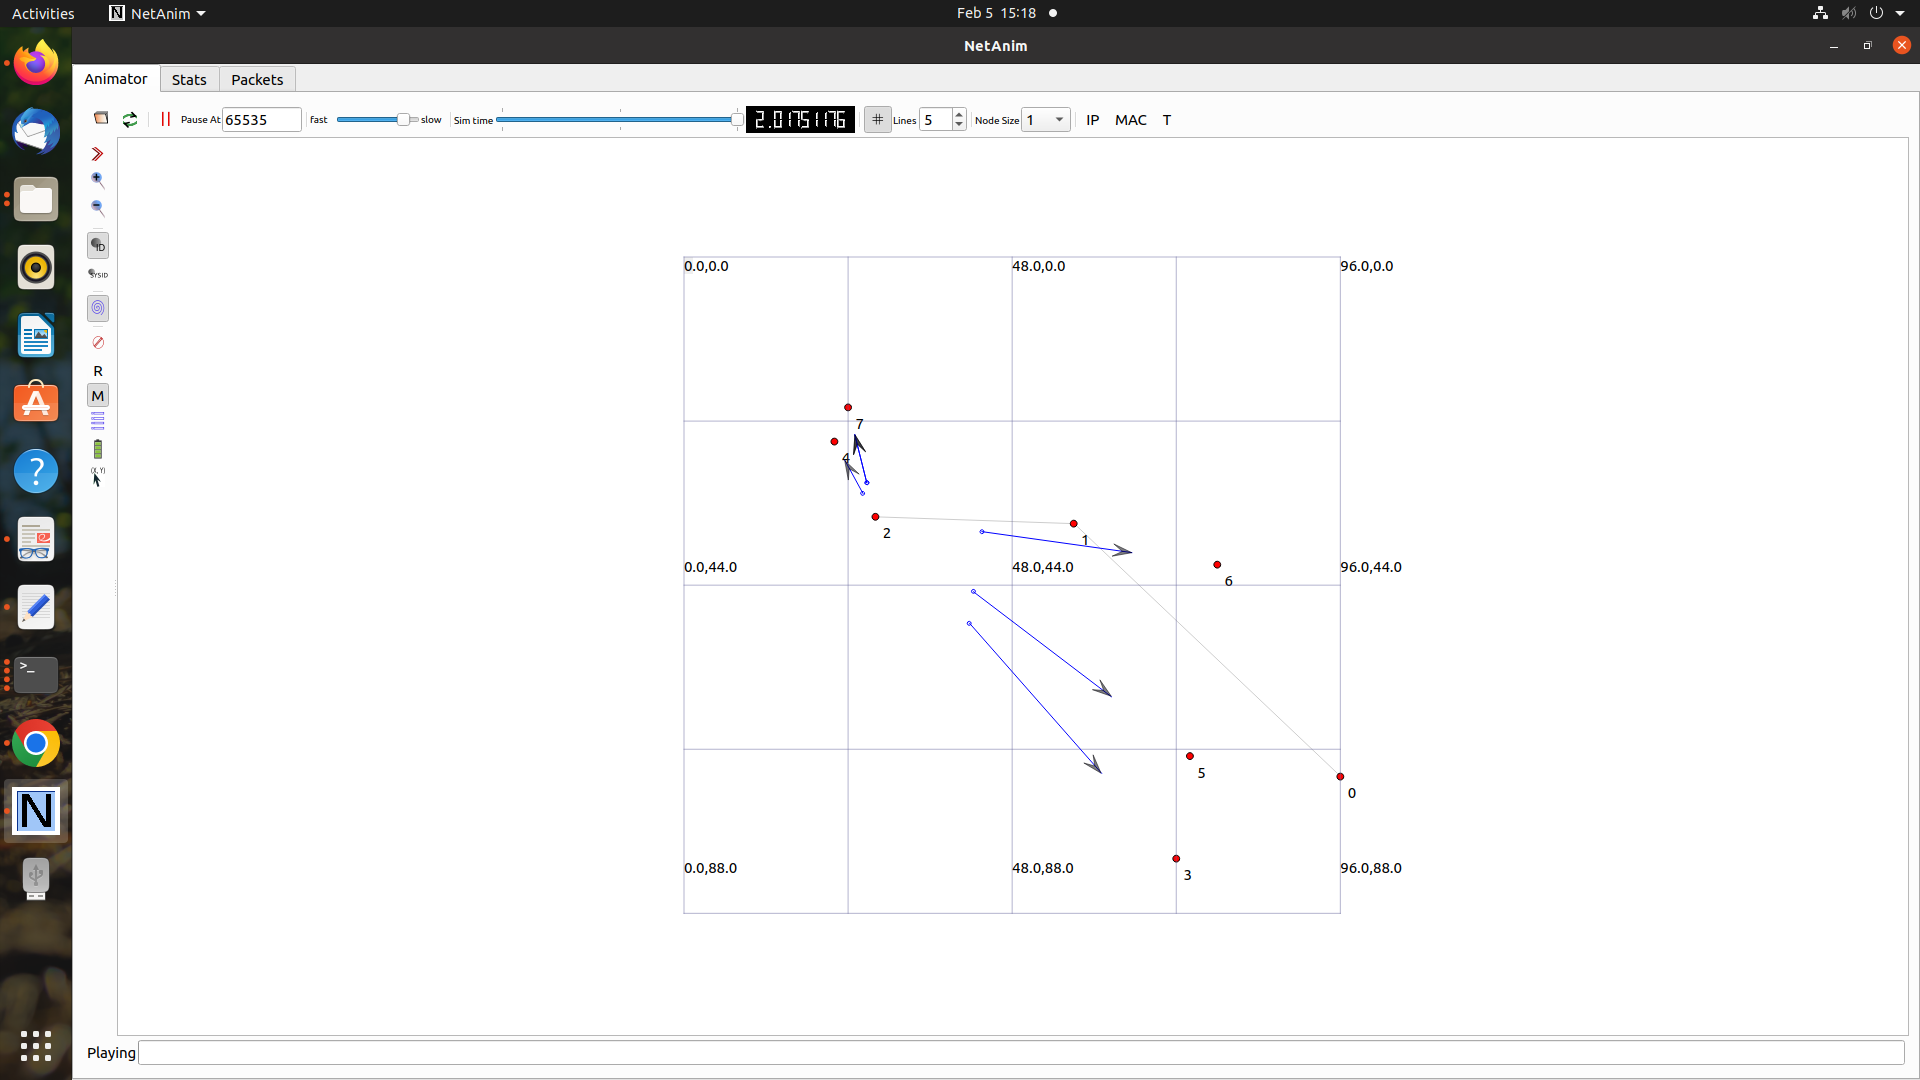 Activities NetAnim Feb 5 15:18
NetAnim
Animator Stats Packets
Pause At 65535 fast slow Sim time 2.01751176 # Lines 5 Node Size 1 IP MAC T
ID
SYSID
R
M
(X, Y)
0.0,0.0 48.0,0.0 96.0,0.0
7
4
2
1
0.0,44.0 48.0,44.0 96.0,44.0
6
5
0
0.0,88.0 48.0,88.0 96.0,88.0
3
Playing